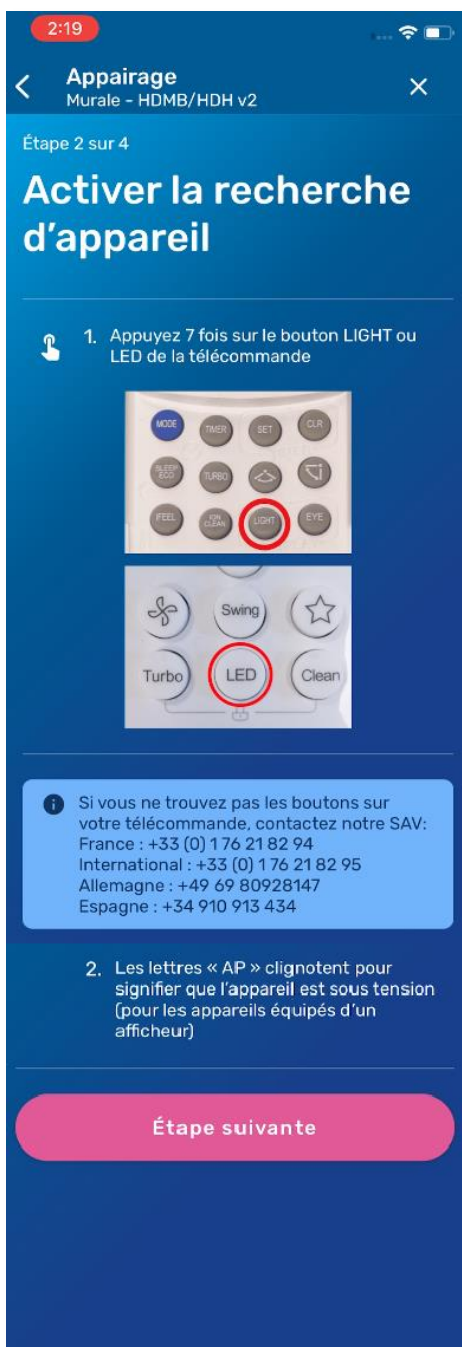 2:19
Appairage
Murale - HDMB/HDH v2
Étape 2 sur 4
Activer la recherche
d'appareil
1. Appuyez 7 fois sur le bouton LIGHT ou
LED de la télécommande
MODE TIMER SET CLR
SLEEP
ECO TURBO
IFEEL ION
CLEAN LIGHT EYE
Swing
Turbo LED Clean
Si vous ne trouvez pas les boutons sur
votre télécommande, contactez notre SAV:
France : +33 (0) 1 76 21 82 94
International : +33 (0) 1 76 21 82 95
Allemagne : +49 69 80928147
Espagne : +34 910 913 434
2. Les lettres « AP » clignotent pour
signifier que l'appareil est sous tension
(pour les appareils équipés d'un
afficheur)
Étape suivante